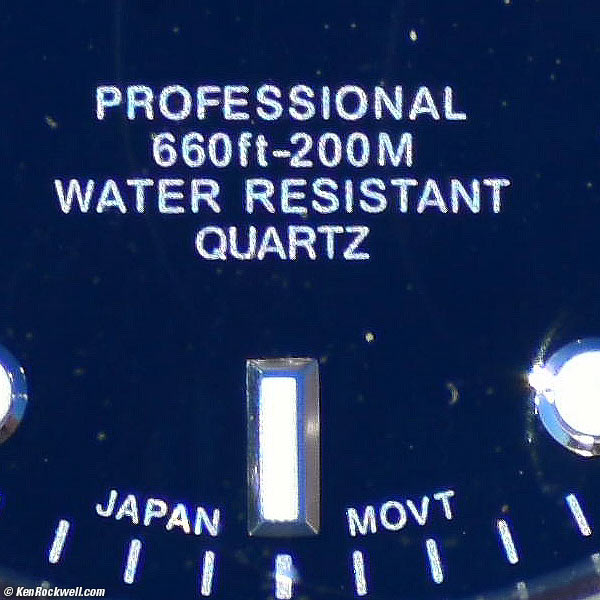 PROFESSIONAL
660ft-200M
WATER RESISTANT
QUARTZ
JAPAN MOVT
© KenRockwell.com